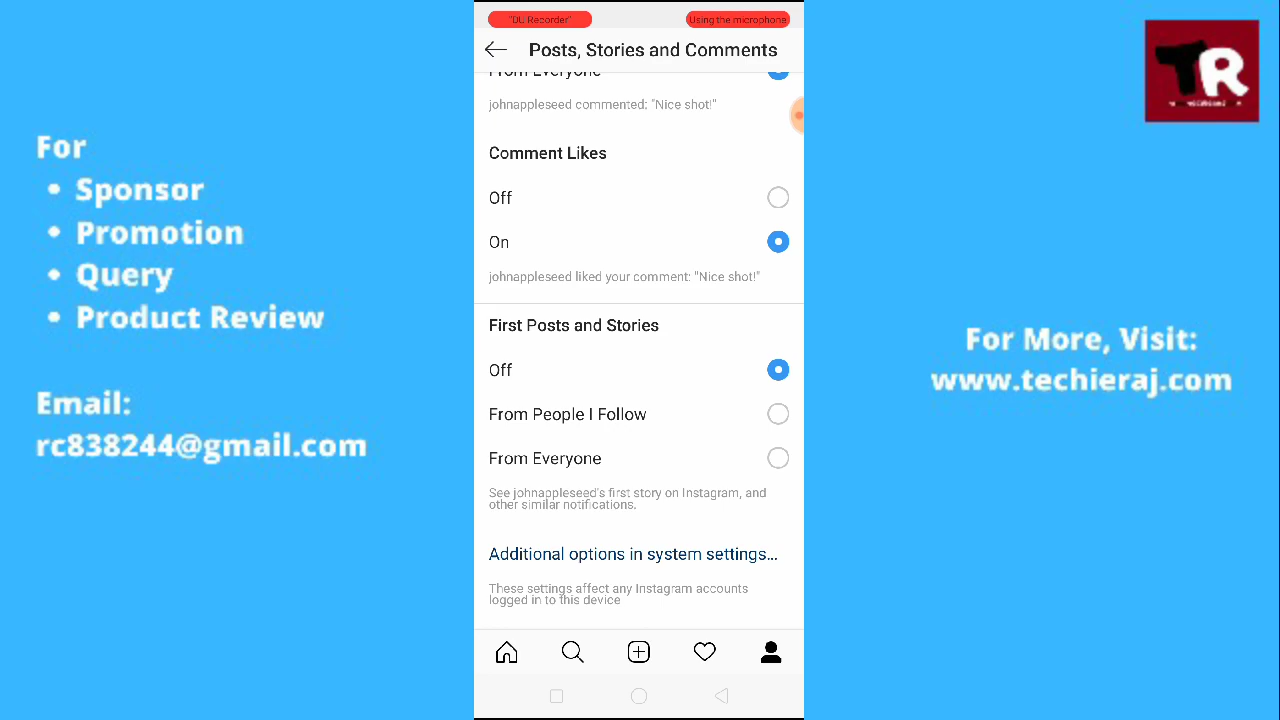 For
Sponsor
Promotion
Query
Product Review
Email:
rc838244@gmail.com
"DU Recorder"
Using the microphone
Posts, Stories and Comments
From Everyone
johnappleseed commented: "Nice shot!"
Comment Likes
Off
On
johnappleseed liked your comment: "Nice shot!"
First Posts and Stories
Off
From People I Follow
From Everyone
See johnappleseed's first story on Instagram, and
other similar notifications.
Additional options in system settings...
These settings affect any Instagram accounts
logged in to this device
TR
For More, Visit:
www.techieraj.com